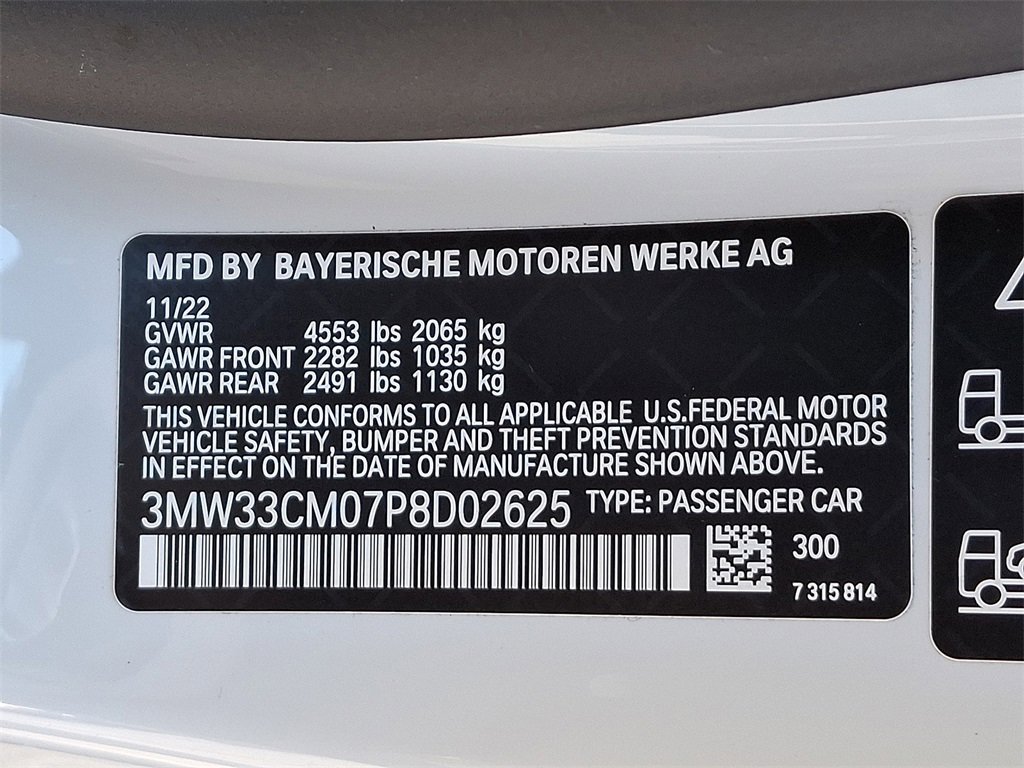 MFD BY BAYERISCHE MOTOREN WERKE AG
11/22
GVWR 4553 lbs 2065 kg
GAWR FRONT 2282 lbs 1035 kg
GAWR REAR 2491 lbs 1130 kg
THIS VEHICLE CONFORMS TO ALL APPLICABLE U.S.FEDERAL MOTOR
VEHICLE SAFETY, BUMPER AND THEFT PREVENTION STANDARDS
IN EFFECT ON THE DATE OF MANUFACTURE SHOWN ABOVE.
3MW33CM07P8D02625 TYPE: PASSENGER CAR
300
7 315 814